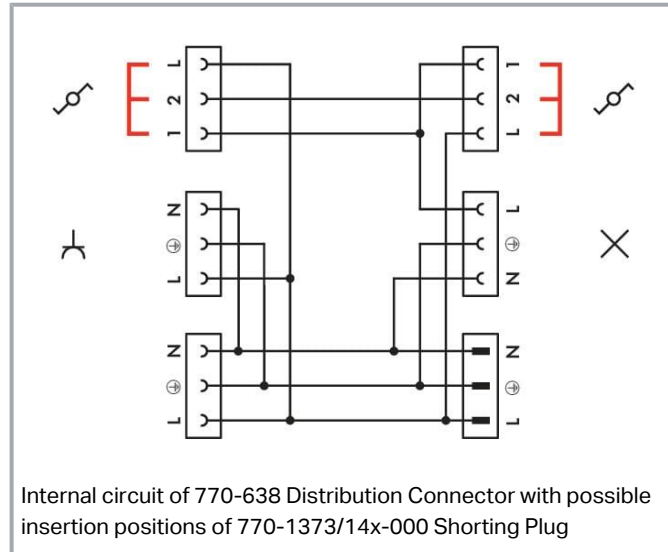 L
2
1
1
2
L
N
⏚
L
L
⏚
N
N
⏚
L
N
⏚
L
Internal circuit of 770-638 Distribution Connector with possible
insertion positions of 770-1373/14x-000 Shorting Plug